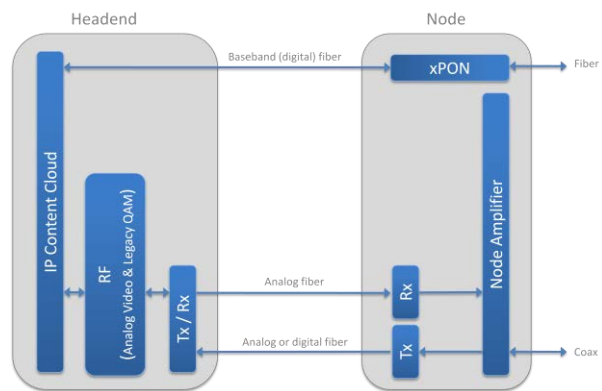 Headend
Node
Baseband (digital) fiber
xPON
Fiber
IP Content Cloud
RF
(Analog Video & Legacy QAM)
Tx / Rx
Analog fiber
Rx
Node Amplifier
Analog or digital fiber
Tx
Coax